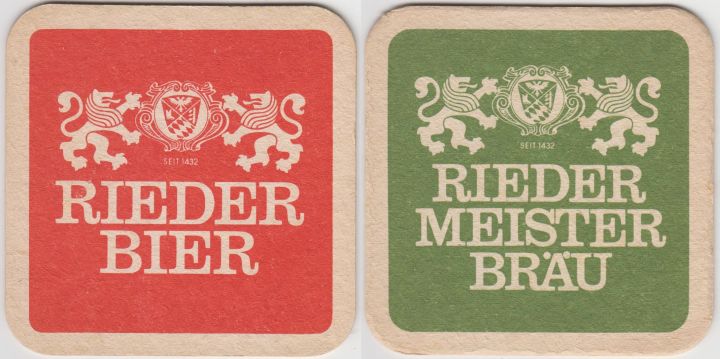 SEIT 1432
RIEDER
BIER
SEIT 1432
RIEDER
MEISTER
BRÄU